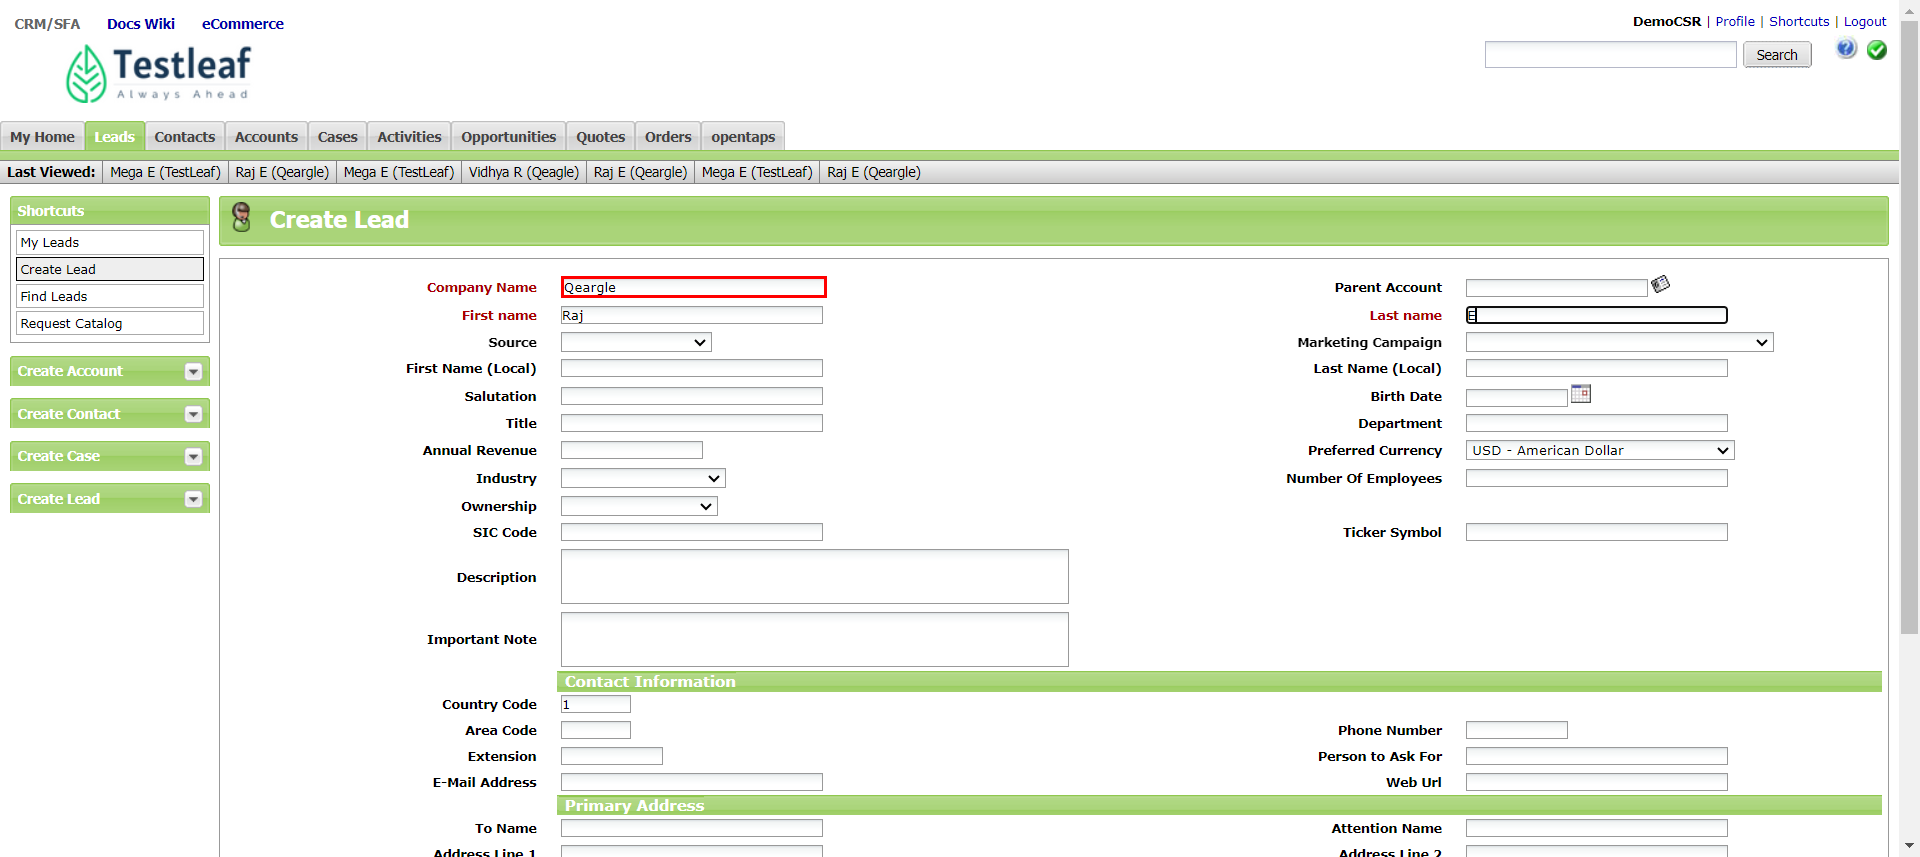 CRM/SFA Docs Wiki eCommerce
DemoCSR | Profile | Shortcuts | Logout
Testleaf
Always Ahead
Search
My Home Leads Contacts Accounts Cases Activities Opportunities Quotes Orders opentaps
Last Viewed: Mega E (TestLeaf) Raj E (Qeargle) Mega E (TestLeaf) Vidhya R (Qeagle) Raj E (Qeargle) Mega E (TestLeaf) Raj E (Qeargle)
Shortcuts
My Leads
Create Lead
Find Leads
Request Catalog
Create Account
Create Contact
Create Case
Create Lead
Create Lead
Company Name Qeargle Parent Account
First name Raj Last name E
Source Marketing Campaign
First Name (Local) Last Name (Local)
Salutation Birth Date
Title Department
Annual Revenue Preferred Currency USD - American Dollar
Industry Number Of Employees
Ownership
SIC Code Ticker Symbol
Description
Important Note
Contact Information
Country Code 1
Area Code Phone Number
Extension Person to Ask For
E-Mail Address Web Url
Primary Address
To Name Attention Name
Address Line 1 Address Line 2